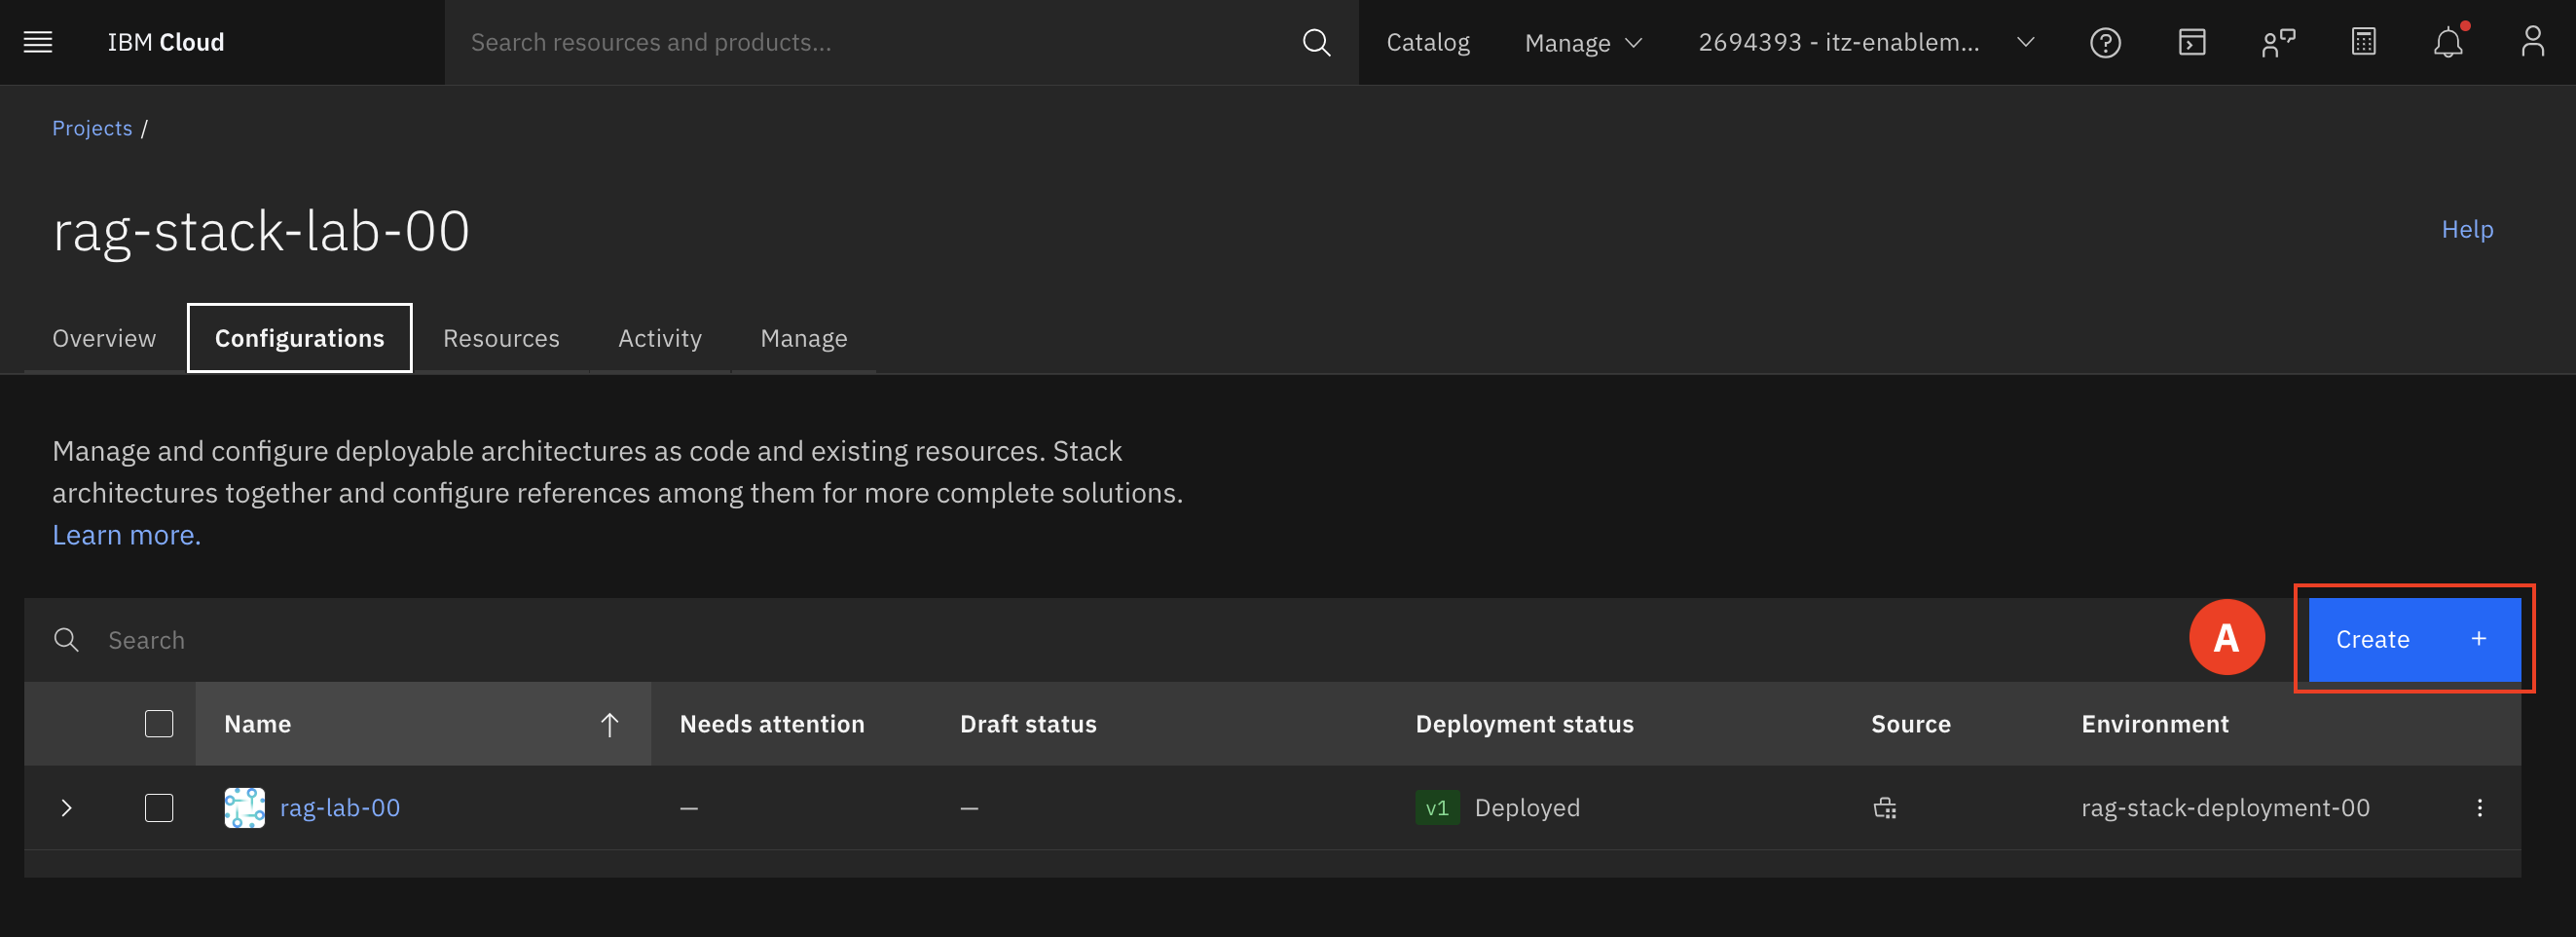 IBM Cloud Search resources and products... Catalog Manage 2694393 - itz-enablem...
Projects /
rag-stack-lab-00
Help
Overview Configurations Resources Activity Manage
Manage and configure deployable architectures as code and existing resources. Stack
architectures together and configure references among them for more complete solutions.
Learn more.
Search
A
Create +
Name Needs attention Draft status Deployment status Source Environment
rag-lab-00 – – v1 Deployed rag-stack-deployment-00